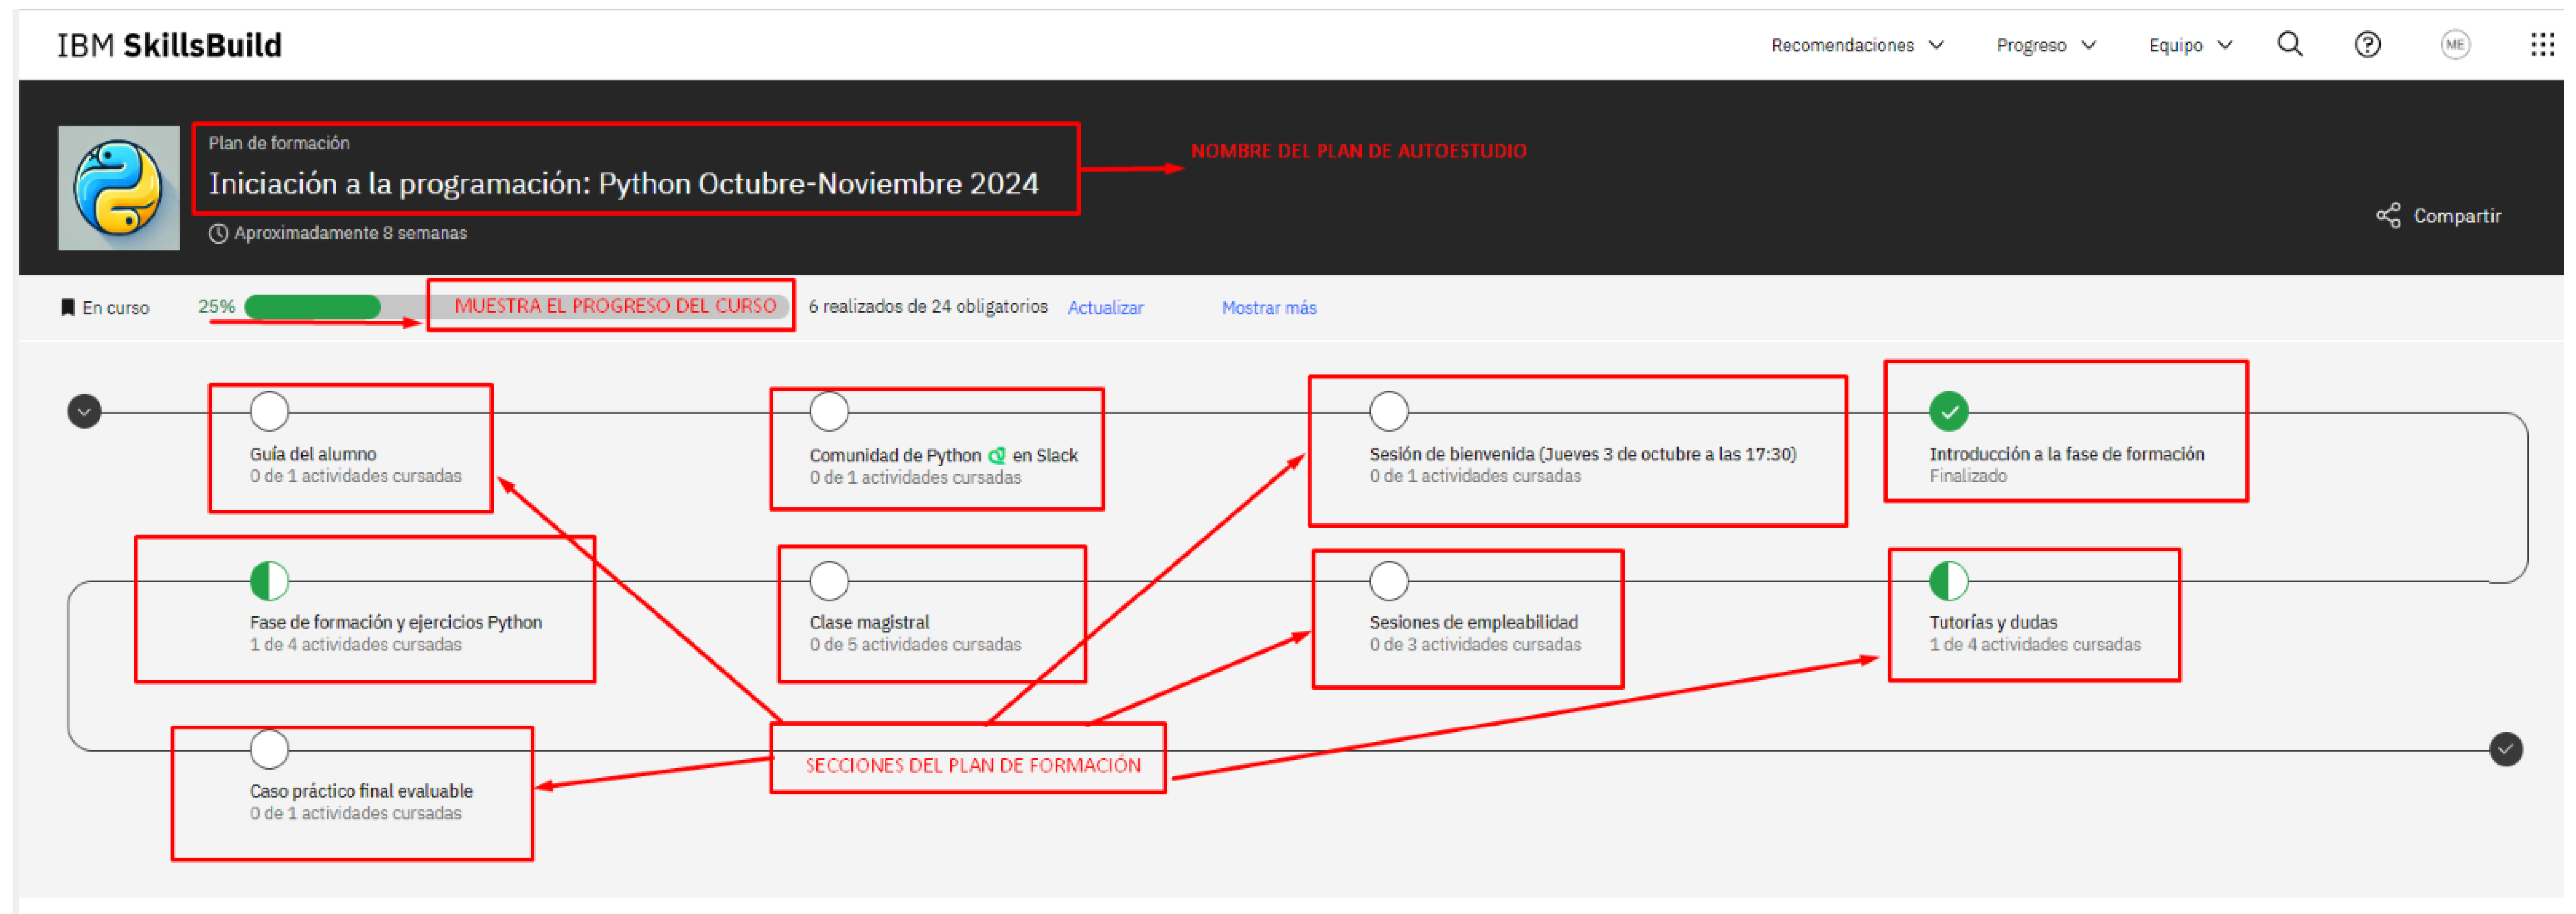 IBM SkillsBuild
Recomendaciones
Progreso
Equipo
ME
Plan de formación
Iniciación a la programación: Python Octubre-Noviembre 2024
Aproximadamente 8 semanas
NOMBRE DEL PLAN DE AUTOESTUDIO
Compartir
En curso
25%
MUESTRA EL PROGRESO DEL CURSO
6 realizados de 24 obligatorios
Actualizar
Mostrar más
Guía del alumno
0 de 1 actividades cursadas
Comunidad de Python en Slack
0 de 1 actividades cursadas
Sesión de bienvenida (Jueves 3 de octubre a las 17:30)
0 de 1 actividades cursadas
Introducción a la fase de formación
Finalizado
Fase de formación y ejercicios Python
1 de 4 actividades cursadas
Clase magistral
0 de 5 actividades cursadas
Sesiones de empleabilidad
0 de 3 actividades cursadas
Tutorías y dudas
1 de 4 actividades cursadas
Caso práctico final evaluable
0 de 1 actividades cursadas
SECCIONES DEL PLAN DE FORMACIÓN